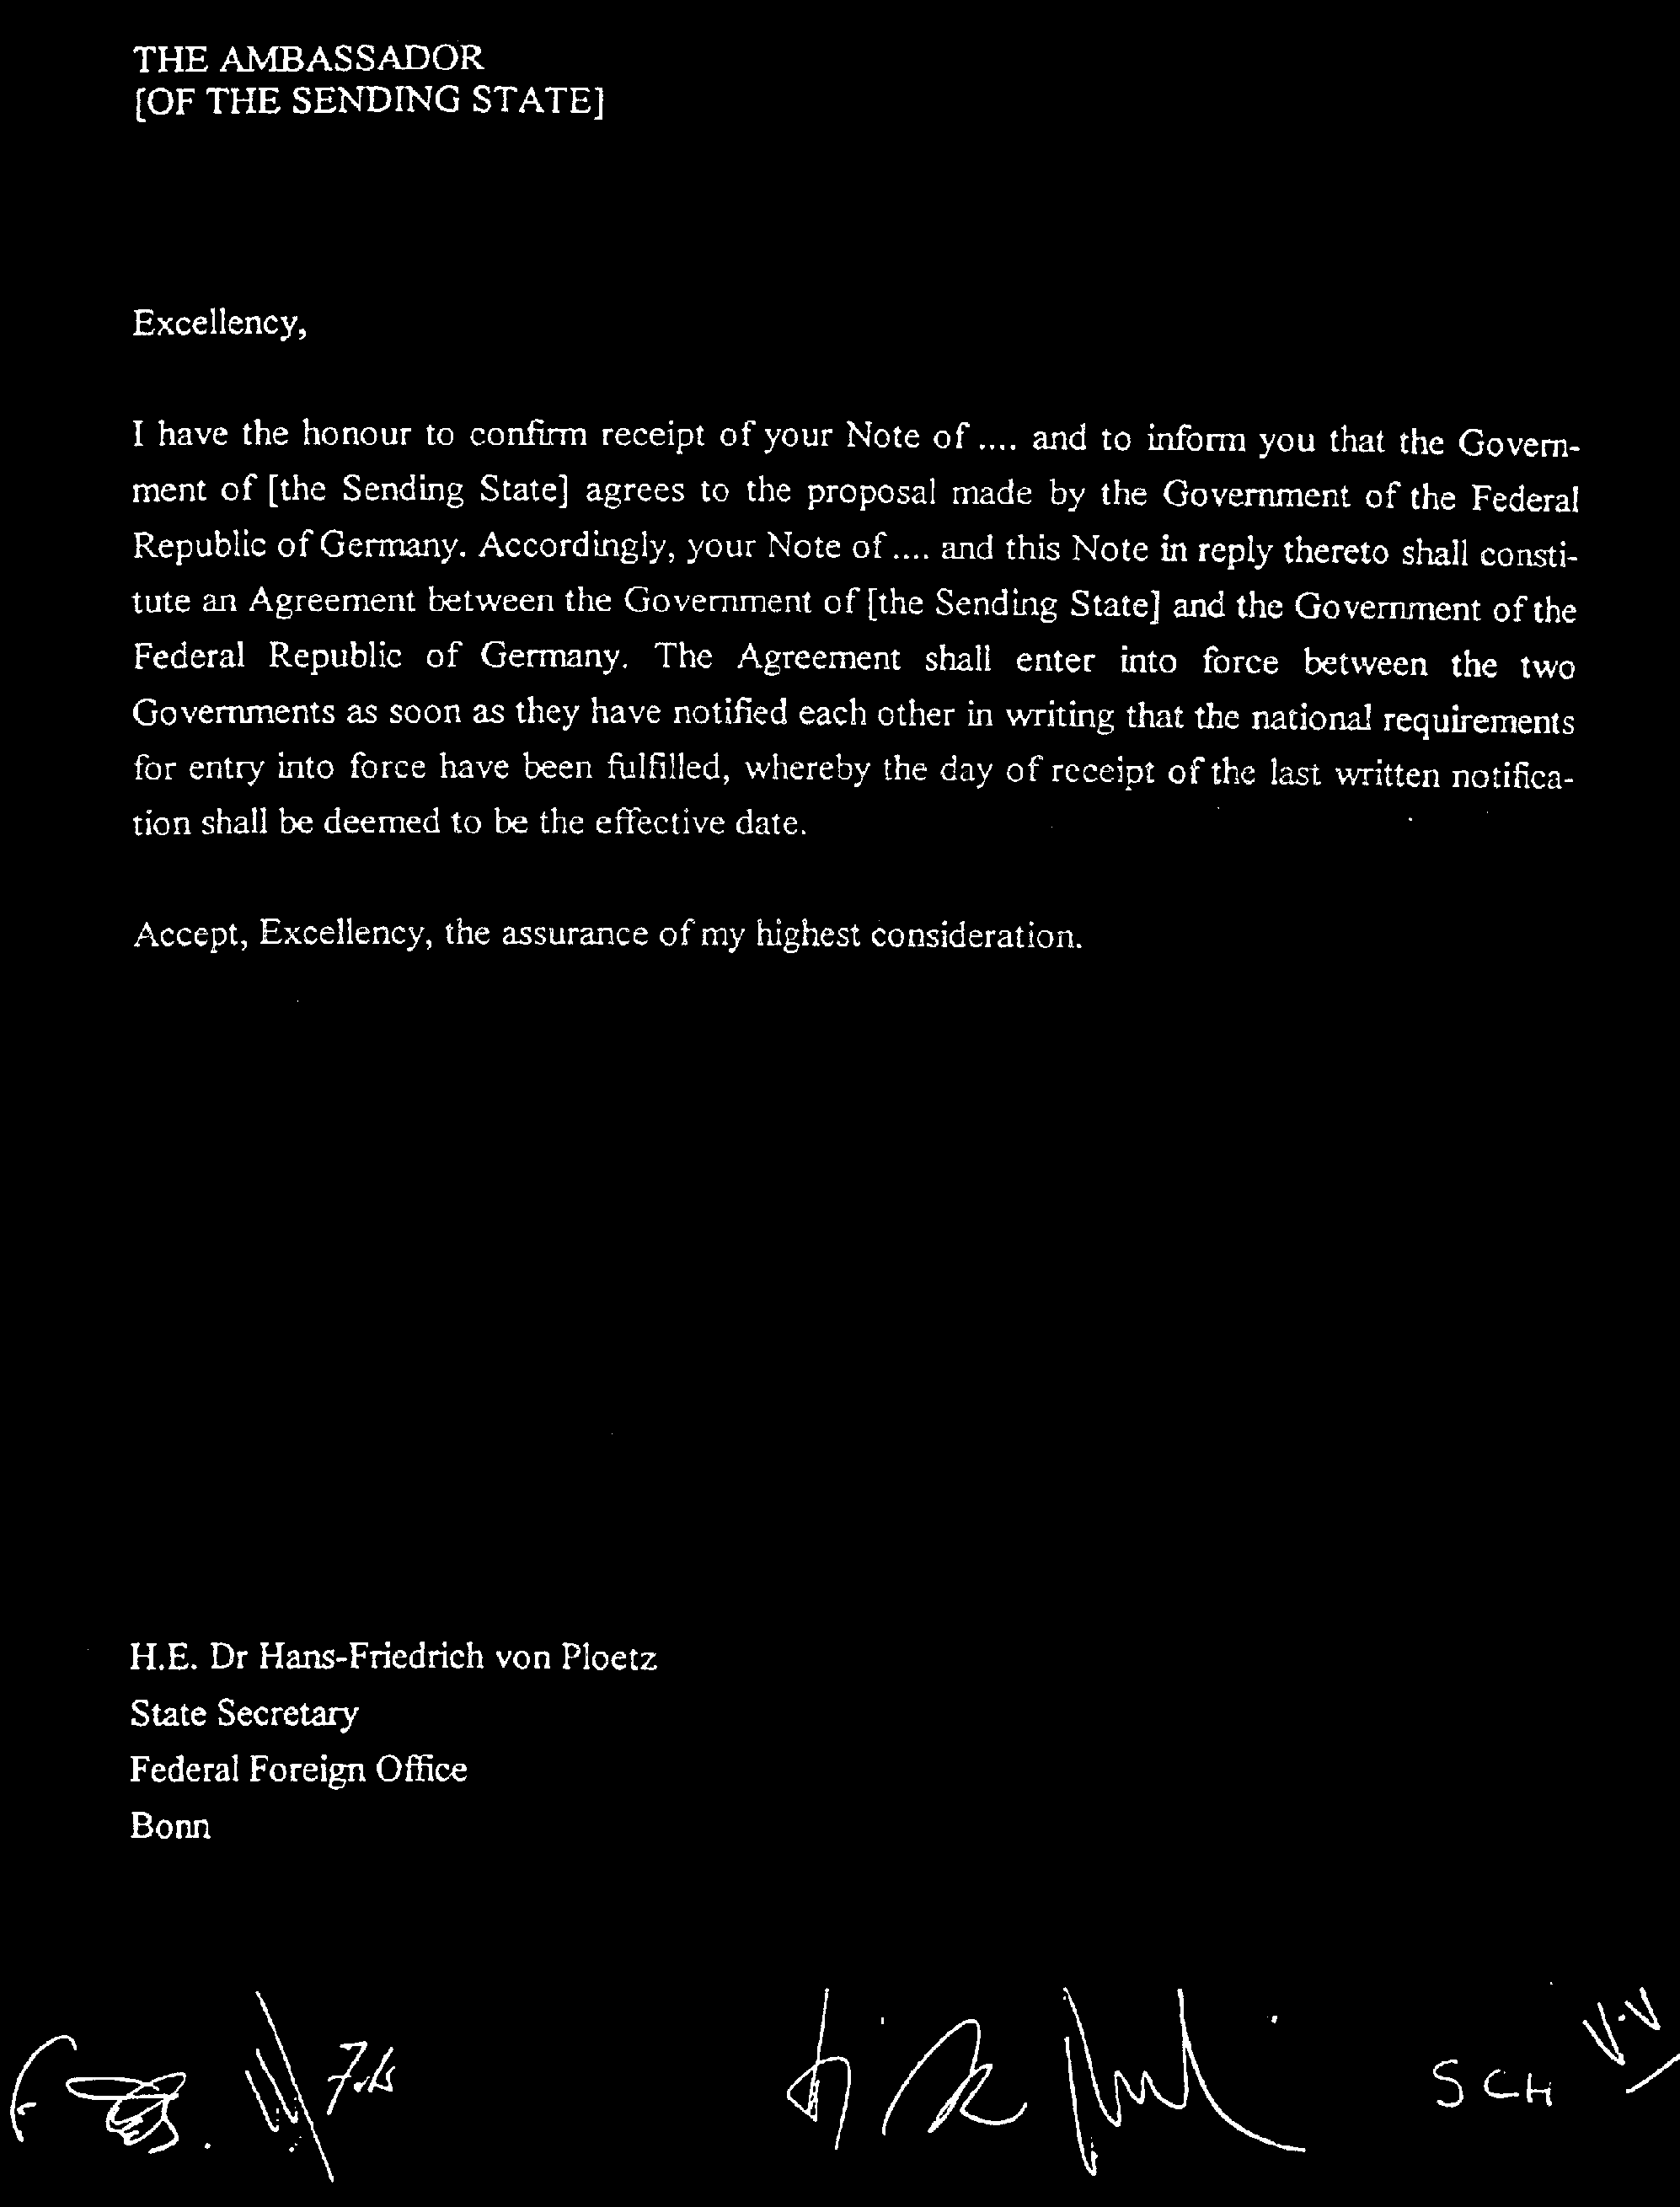 THE AMBASSADOR
[OF THE SENDING STATE]
Excellency,
I have the honour to confirm receipt of your Note of .... and to inform you that the Govern-
ment of [the Sending State] agrees to the proposal made by the Government of the Federal
Republic of Germany. Accordingly, your Note of .... and this Note in reply thereto shall consti-
tute an Agreement between the Government of [the Sending State] and the Government of the
Federal Republic of Germany. The Agreement shall enter into force between the two
Governments as soon as they have notified each other in writing that the national requirements
for entry into force have been fulfilled, whereby the day of receipt of the last written notifica-
tion shall be deemed to be the effective date.
Accept, Excellency, the assurance of my highest consideration.
H.E. Dr Hans-Friedrich von Ploetz
State Secretary
Federal Foreign Office
Bonn
SCH